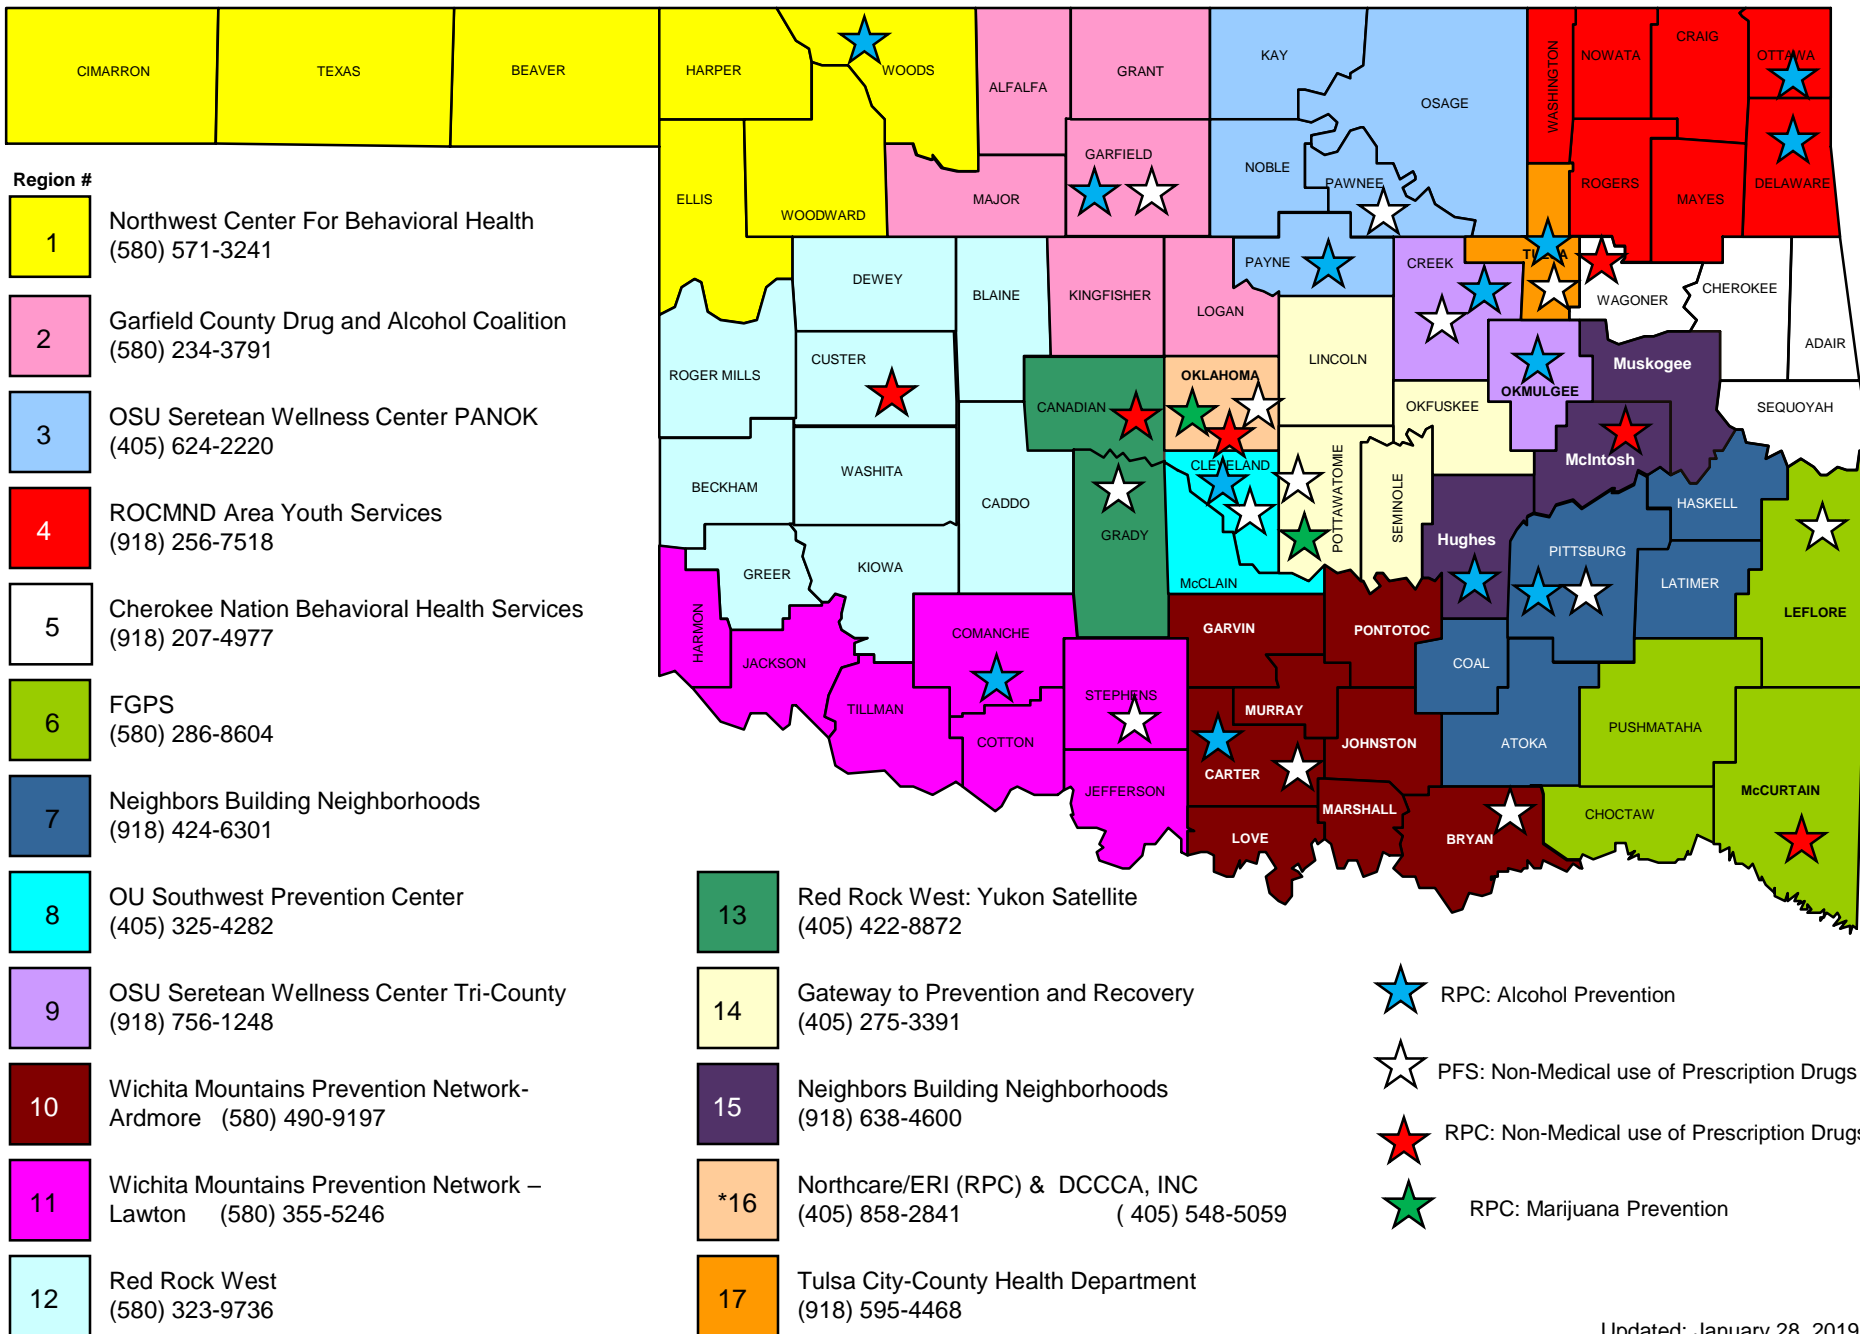 CIMARRON
TEXAS
BEAVER
HARPER
WOODS
ALFALFA
GRANT
KAY
OSAGE
WASHINGTON
NOWATA
CRAIG
OTTAWA
ELLIS
WOODWARD
MAJOR
GARFIELD
NOBLE
PAWNEE
ROGERS
MAYES
DELAWARE
DEWEY
BLAINE
KINGFISHER
LOGAN
PAYNE
CREEK
TULSA
WAGONER
CHEROKEE
ADAIR
ROGER MILLS
CUSTER
CANADIAN
OKLAHOMA
LINCOLN
OKFUSKEE
OKMULGEE
Muskogee
SEQUOYAH
BECKHAM
WASHITA
CADDO
GRADY
CLEVELAND
McCLAIN
POTTAWATOMIE
SEMINOLE
Hughes
McIntosh
HASKELL
PITTSBURG
LATIMER
LEFLORE
GREER
KIOWA
HARMON
JACKSON
TILLMAN
COMANCHE
COTTON
STEPHENS
JEFFERSON
GARVIN
PONTOTOC
MURRAY
CARTER
JOHNSTON
COAL
ATOKA
PUSHMATAHA
McCURTAIN
CHOCTAW
BRYAN
MARSHALL
LOVE
Region #
1
Northwest Center For Behavioral Health
(580) 571-3241
2
Garfield County Drug and Alcohol Coalition
(580) 234-3791
3
OSU Seretean Wellness Center PANOK
(405) 624-2220
4
ROCMND Area Youth Services
(918) 256-7518
5
Cherokee Nation Behavioral Health Services
(918) 207-4977
6
FGPS
(580) 286-8604
7
Neighbors Building Neighborhoods
(918) 424-6301
8
OU Southwest Prevention Center
(405) 325-4282
9
OSU Seretean Wellness Center Tri-County
(918) 756-1248
10
Wichita Mountains Prevention Network-
Ardmore (580) 490-9197
11
Wichita Mountains Prevention Network –
Lawton (580) 355-5246
12
Red Rock West
(580) 323-9736
13
Red Rock West: Yukon Satellite
(405) 422-8872
14
Gateway to Prevention and Recovery
(405) 275-3391
15
Neighbors Building Neighborhoods
(918) 638-4600
*16
Northcare/ERI (RPC) & DCCCA, INC
(405) 858-2841 ( 405) 548-5059
17
Tulsa City-County Health Department
(918) 595-4468
RPC: Alcohol Prevention
PFS: Non-Medical use of Prescription Drugs
RPC: Non-Medical use of Prescription Drugs
RPC: Marijuana Prevention
Updated: January 28, 2019